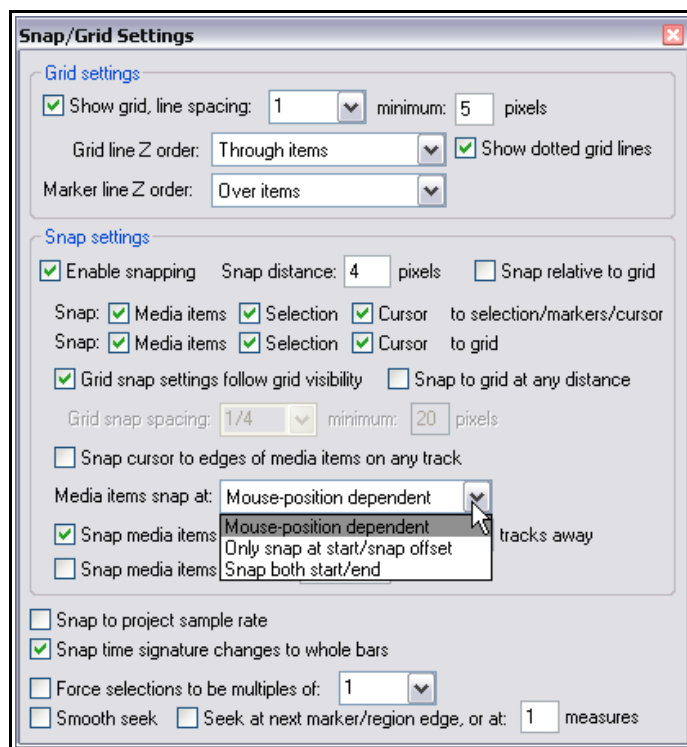 Snap/Grid Settings
Grid settings
Show grid, line spacing: 1 minimum: 5 pixels
Grid line Z order: Through items Show dotted grid lines
Marker line Z order: Over items
Snap settings
Enable snapping Snap distance: 4 pixels Snap relative to grid
Snap: Media items Selection Cursor to selection/markers/cursor
Snap: Media items Selection Cursor to grid
Grid snap settings follow grid visibility Snap to grid at any distance
Grid snap spacing: 1/4 minimum: 20 pixels
Snap cursor to edges of media items on any track
Media items snap at: Mouse-position dependent
Mouse-position dependent
Snap media items tracks away
Only snap at start/snap offset
Snap both start/end
Snap media items
Snap to project sample rate
Snap time signature changes to whole bars
Force selections to be multiples of: 1
Smooth seek Seek at next marker/region edge, or at: 1 measures